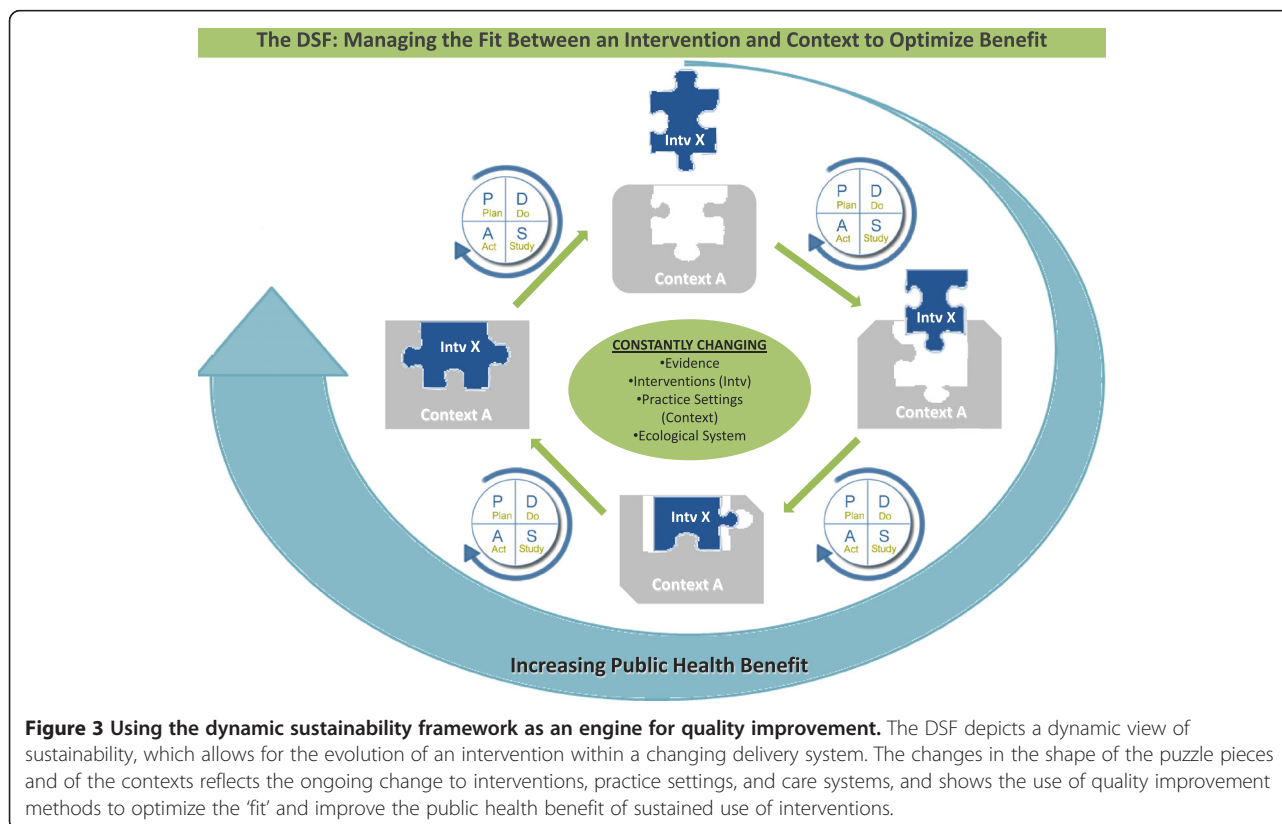 The DSF: Managing the Fit Between an Intervention and Context to Optimize Benefit
Intv X
P
Plan
D
Do
A
Act
S
Study
Context A
P
Plan
D
Do
A
Act
S
Study
Intv X
Context A
Intv X
Context A
CONSTANTLY CHANGING
•Evidence
•Interventions (Intv)
•Practice Settings
(Context)
•Ecological System
P
Plan
D
Do
A
Act
S
Study
Intv X
Context A
P
Plan
D
Do
A
Act
S
Study
Increasing Public Health Benefit
Figure 3 Using the dynamic sustainability framework as an engine for quality improvement. The DSF depicts a dynamic view of
sustainability, which allows for the evolution of an intervention within a changing delivery system. The changes in the shape of the puzzle pieces
and of the contexts reflects the ongoing change to interventions, practice settings, and care systems, and shows the use of quality improvement
methods to optimize the ‘fit’ and improve the public health benefit of sustained use of interventions.